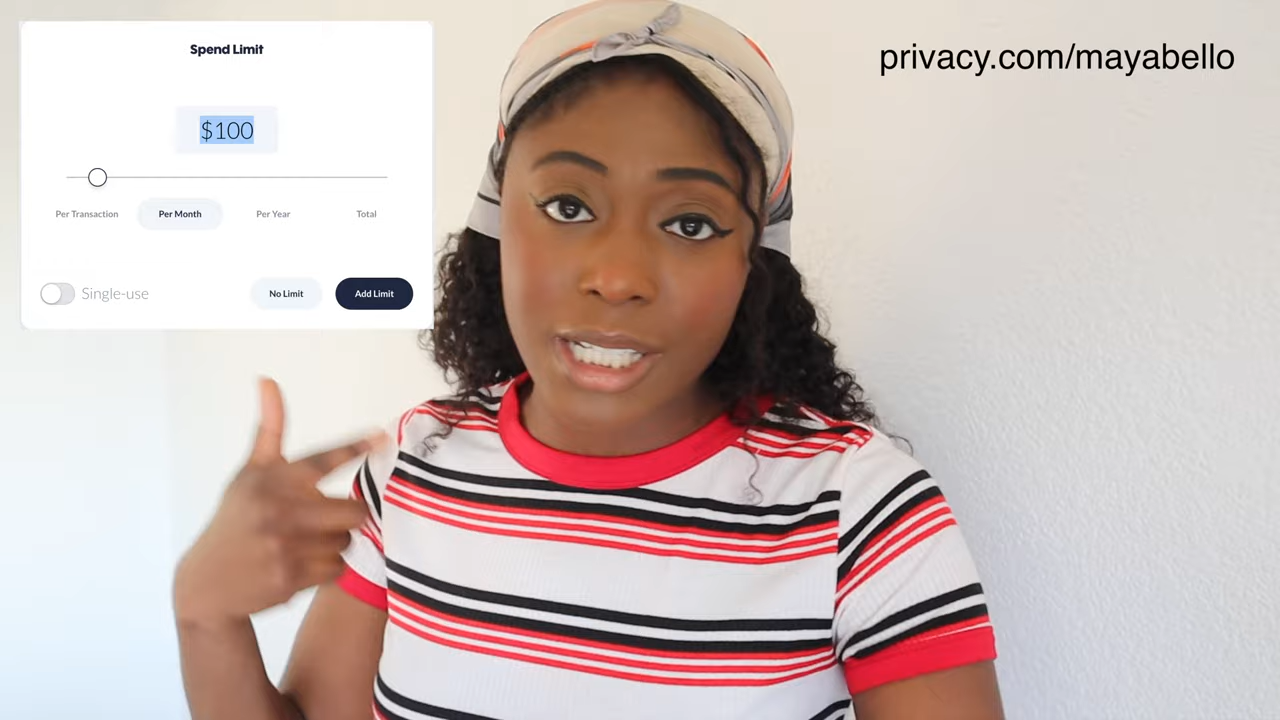 Spend Limit
$100
Per Transaction Per Month Per Year Total
Single-use No Limit Add Limit
privacy.com/mayabello